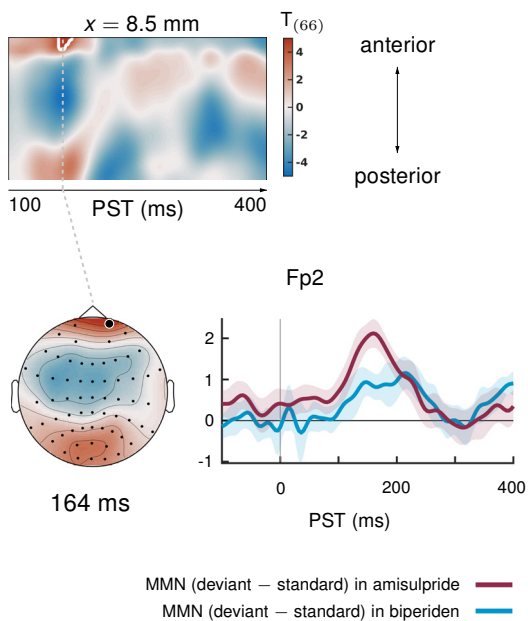 x = 8.5 mm
T(66)
4
2
0
-2
-4
anterior
posterior
100 PST (ms) 400
Fp2
2
1
0
-1
0 200 400
PST (ms)
164 ms
MMN (deviant − standard) in amisulpride
MMN (deviant − standard) in biperiden